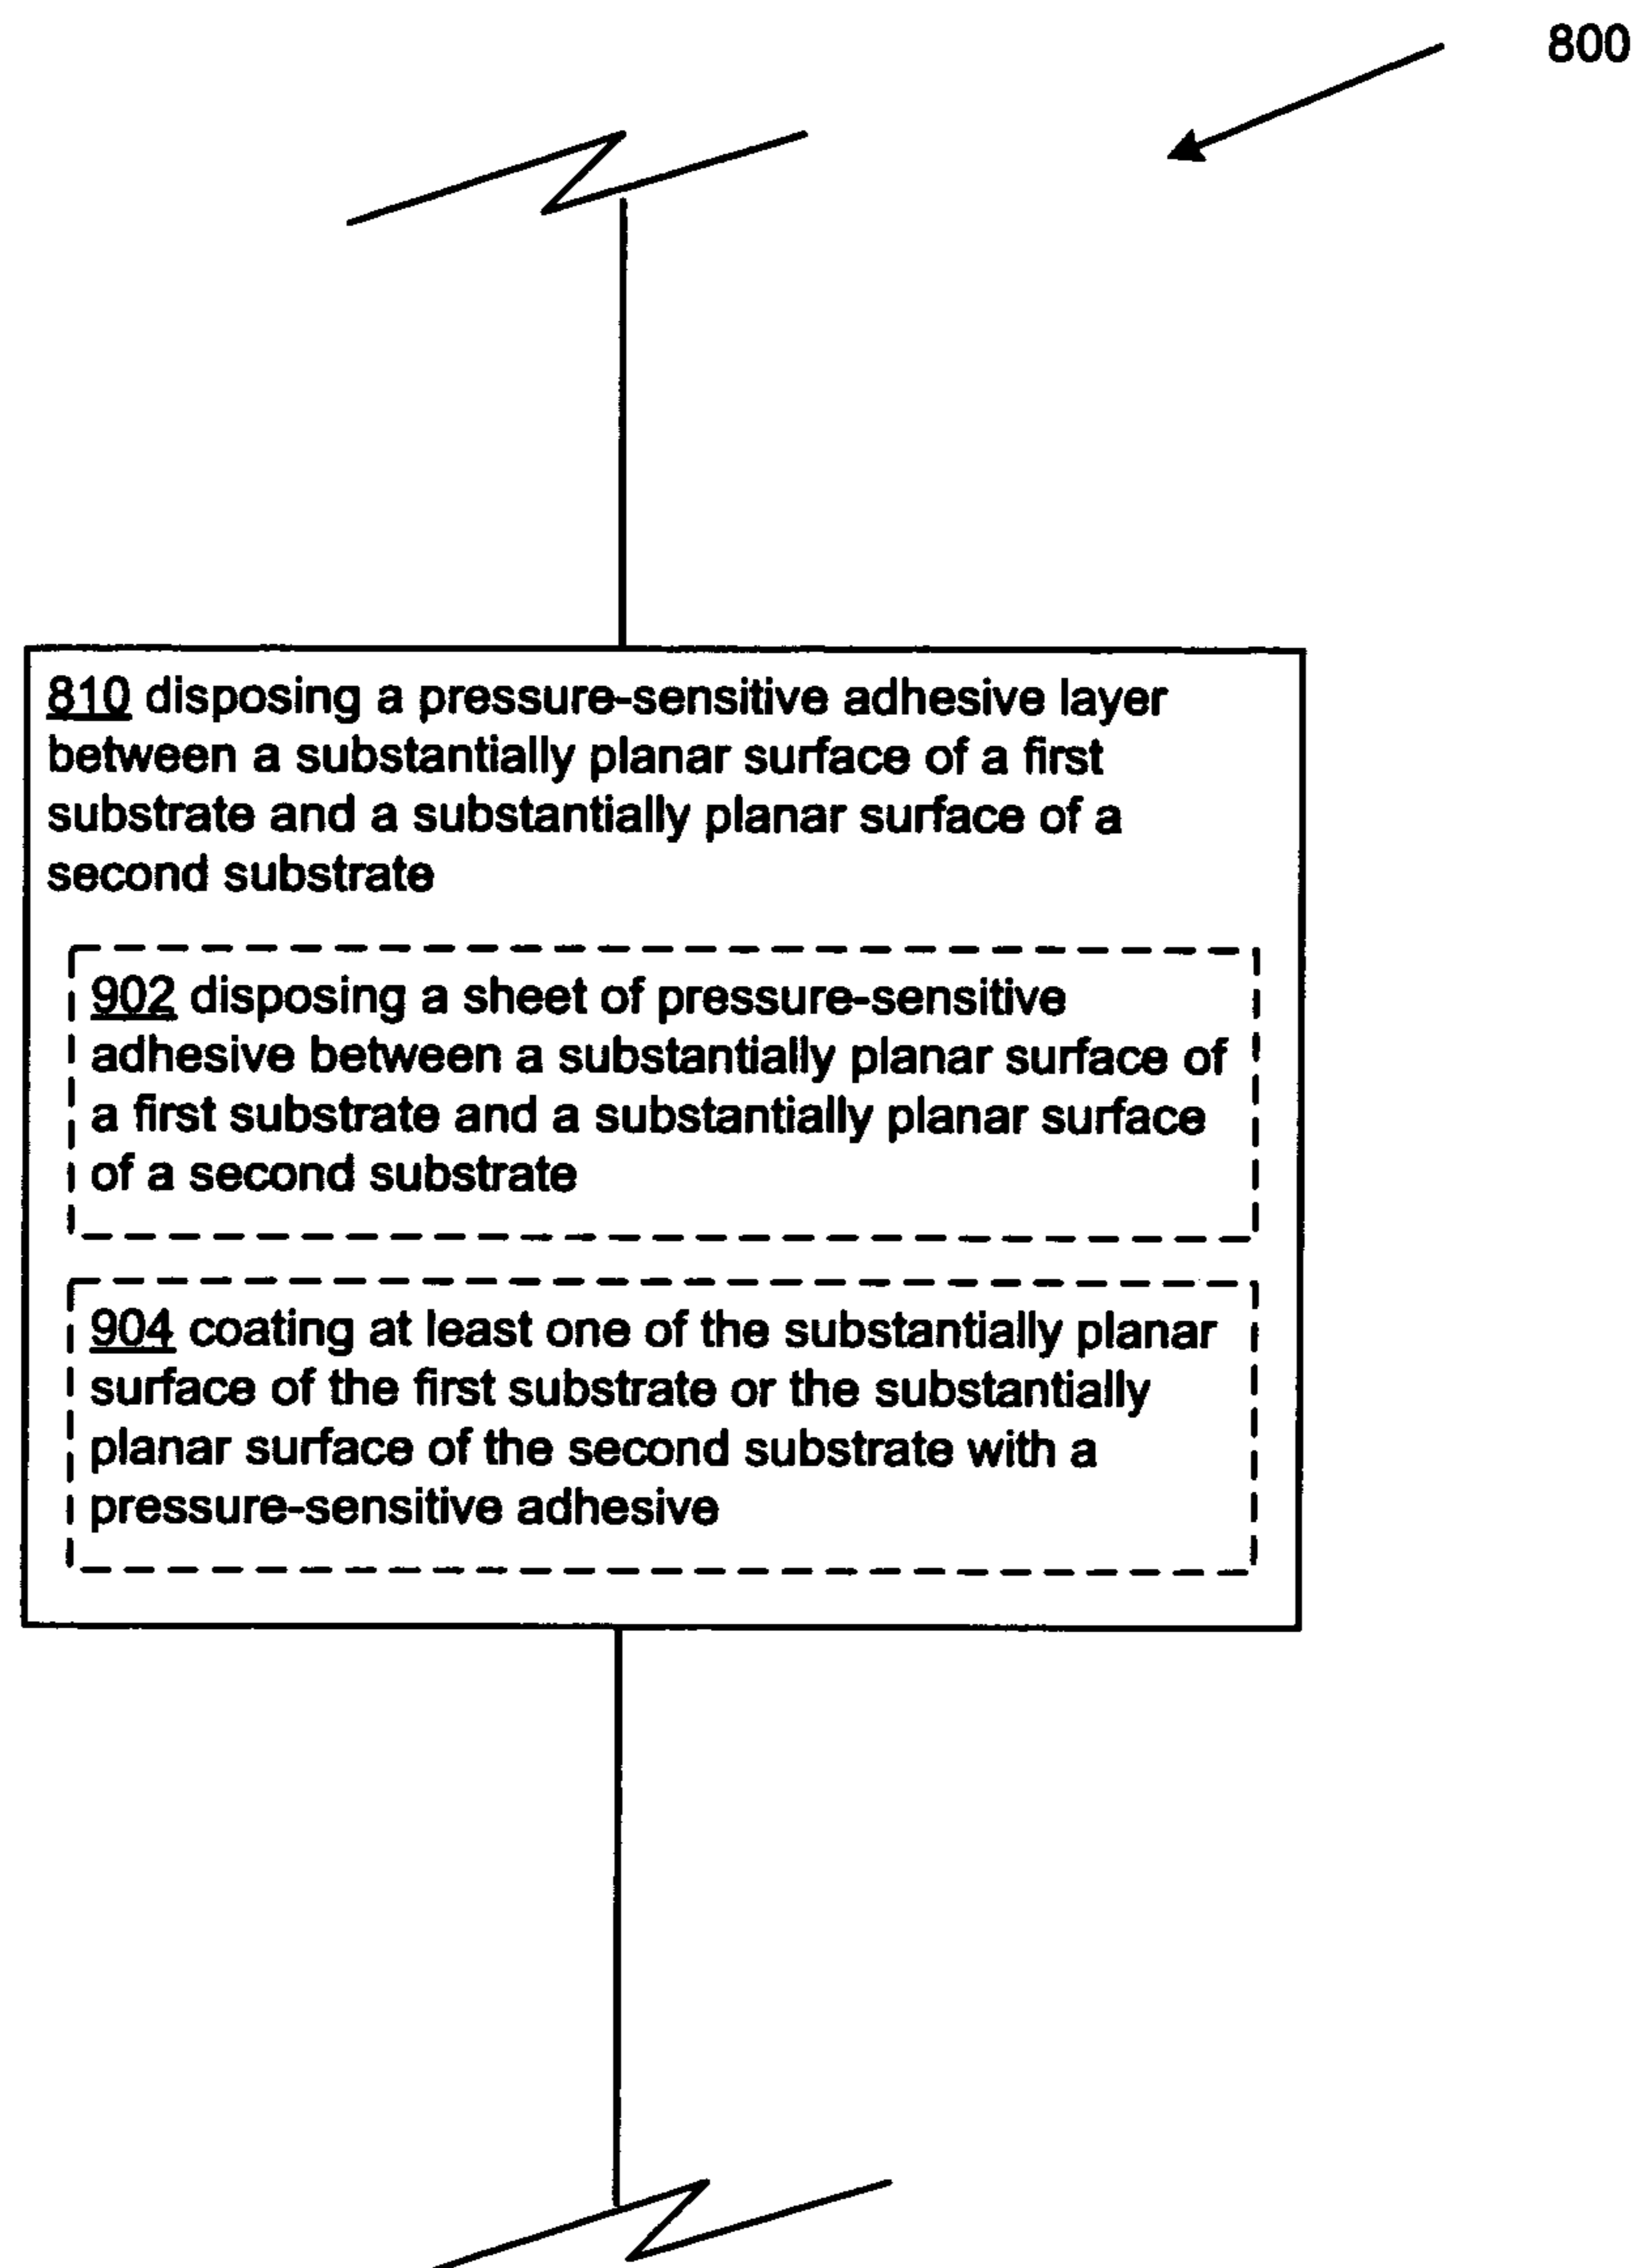 800
810 disposing a pressure-sensitive adhesive layer
between a substantially planar surface of a first
substrate and a substantially planar surface of a
second substrate
902 disposing a sheet of pressure-sensitive
adhesive between a substantially planar surface of
a first substrate and a substantially planar surface
of a second substrate
904 coating at least one of the substantially planar
surface of the first substrate or the substantially
planar surface of the second substrate with a
pressure-sensitive adhesive